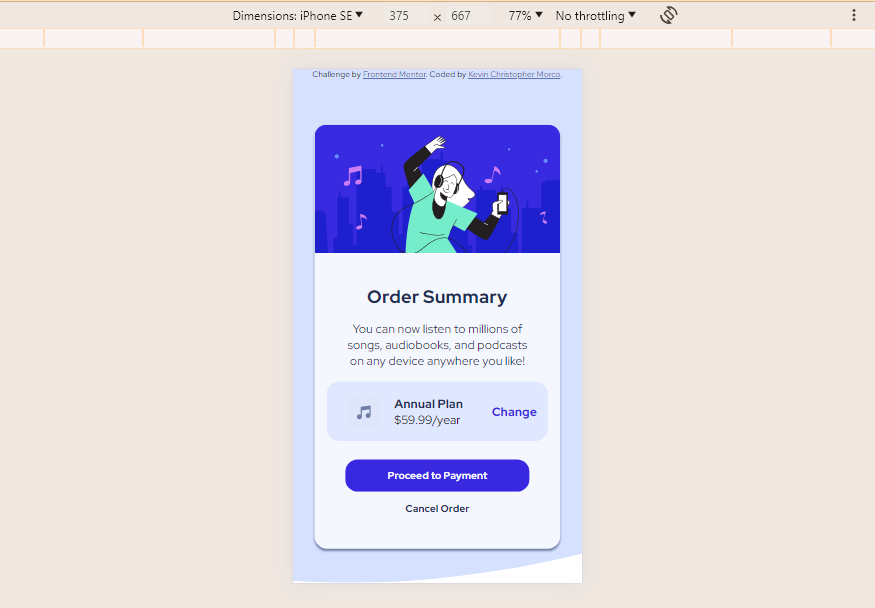 Dimensions: iPhone SE ▼ 375 × 667 77% ▼ No throttling ▼
Challenge by Frontend Mentor. Coded by Kevin Christopher Morco.
Order Summary
You can now listen to millions of
songs, audiobooks, and podcasts
on any device anywhere you like!
Annual Plan
$59.99/year
Change
Proceed to Payment
Cancel Order